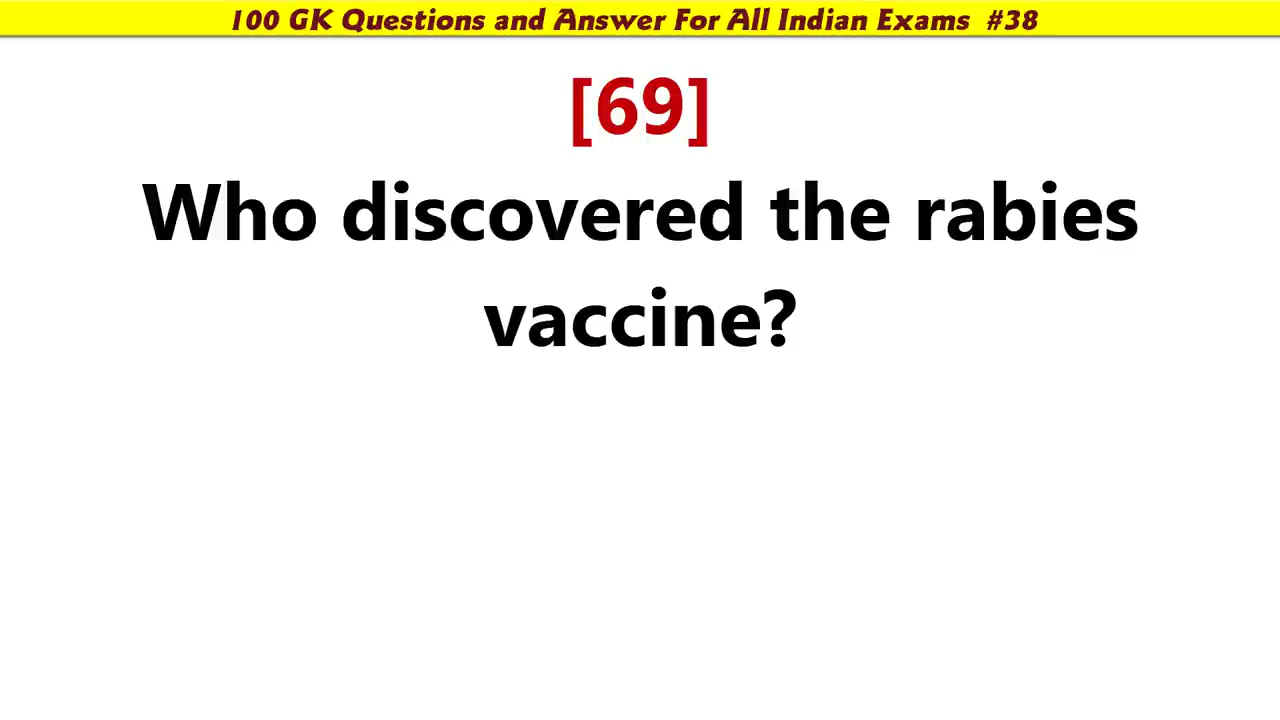 100 GK Questions and Answer For All Indian Exams #38
[69]
Who discovered the rabies
vaccine?